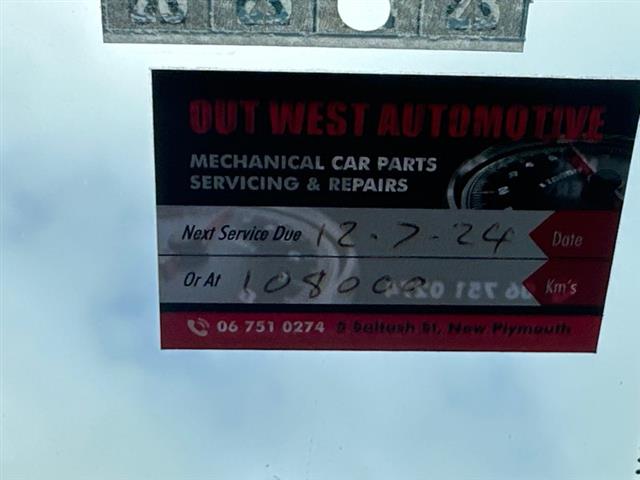 OUT WEST AUTOMOTIVE
MECHANICAL CAR PARTS
SERVICING & REPAIRS
Next Service Due 12-7-24 Date
Or At 108000 Km's
06 751 0274 5 Saltash St, New Plymouth